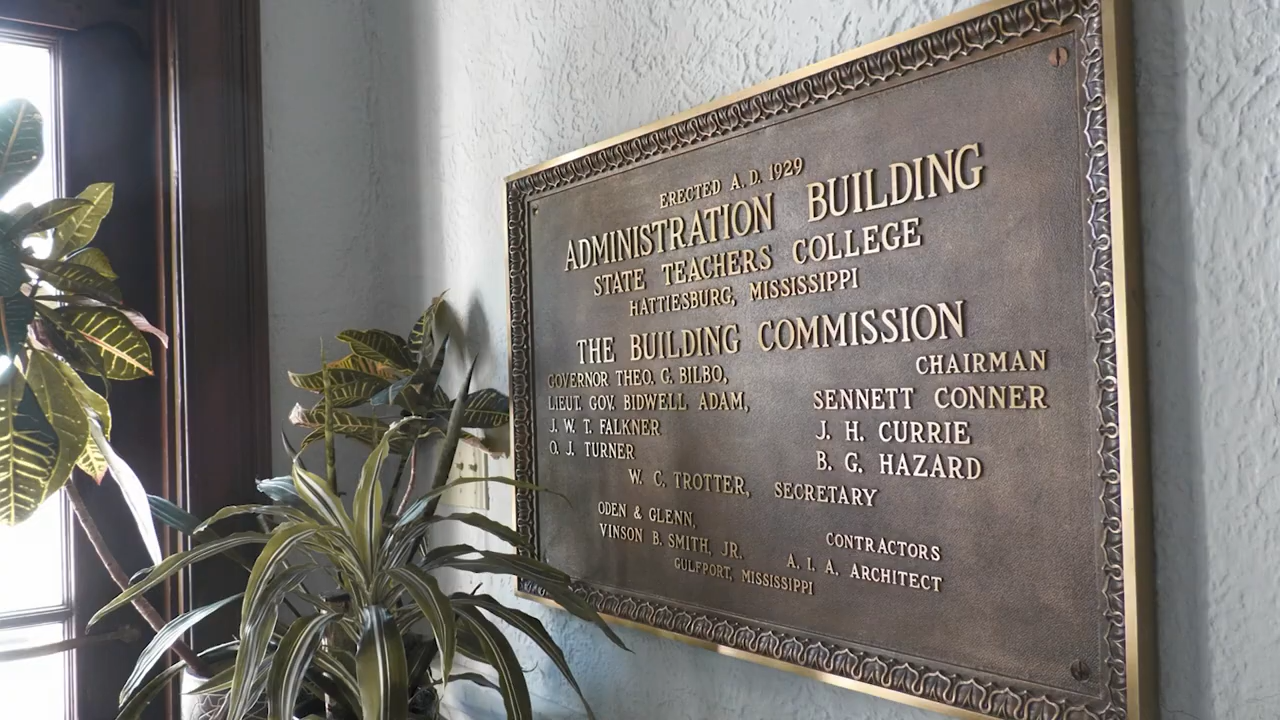 ERECTED A.D. 1929
ADMINISTRATION BUILDING
STATE TEACHERS COLLEGE
HATTIESBURG, MISSISSIPPI
THE BUILDING COMMISSION
GOVERNOR THEO. G. BILBO, CHAIRMAN
LIEUT. GOV. BIDWELL ADAM, SENNETT CONNER
J. W. T. FALKNER J. H. CURRIE
O. J. TURNER B. G. HAZARD
W. C. TROTTER, SECRETARY
ODEN & GLENN, CONTRACTORS
VINSON B. SMITH, JR. A. I. A. ARCHITECT
GULFPORT, MISSISSIPPI